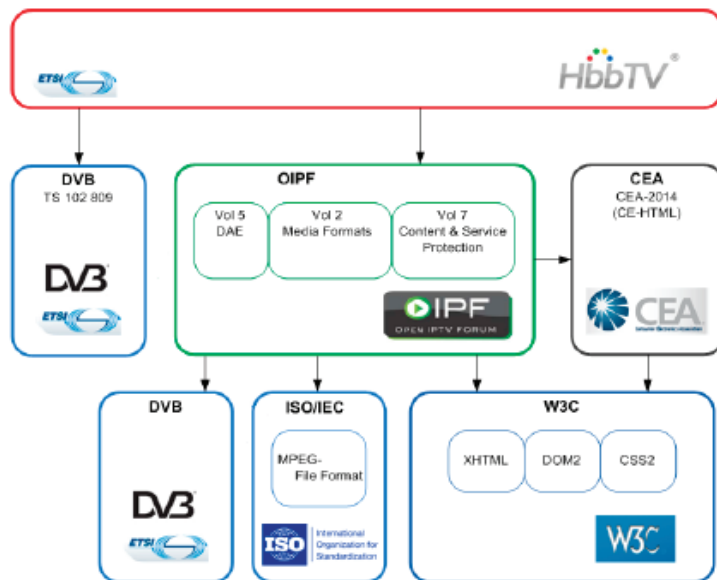 ETSI
HbbTV®
DVB
TS 102 809
DVB
ETSI
OIPF
Vol 5
DAE
Vol 2
Media Formats
Vol 7
Content & Service
Protection
OIPF
OPEN IPTV FORUM
CEA
CEA-2014
(CE-HTML)
CEA
DVB
DVB
ETSI
ISO/IEC
MPEG-
File Format
ISO
International
Organization for
Standardization
W3C
XHTML
DOM2
CSS2
W3C